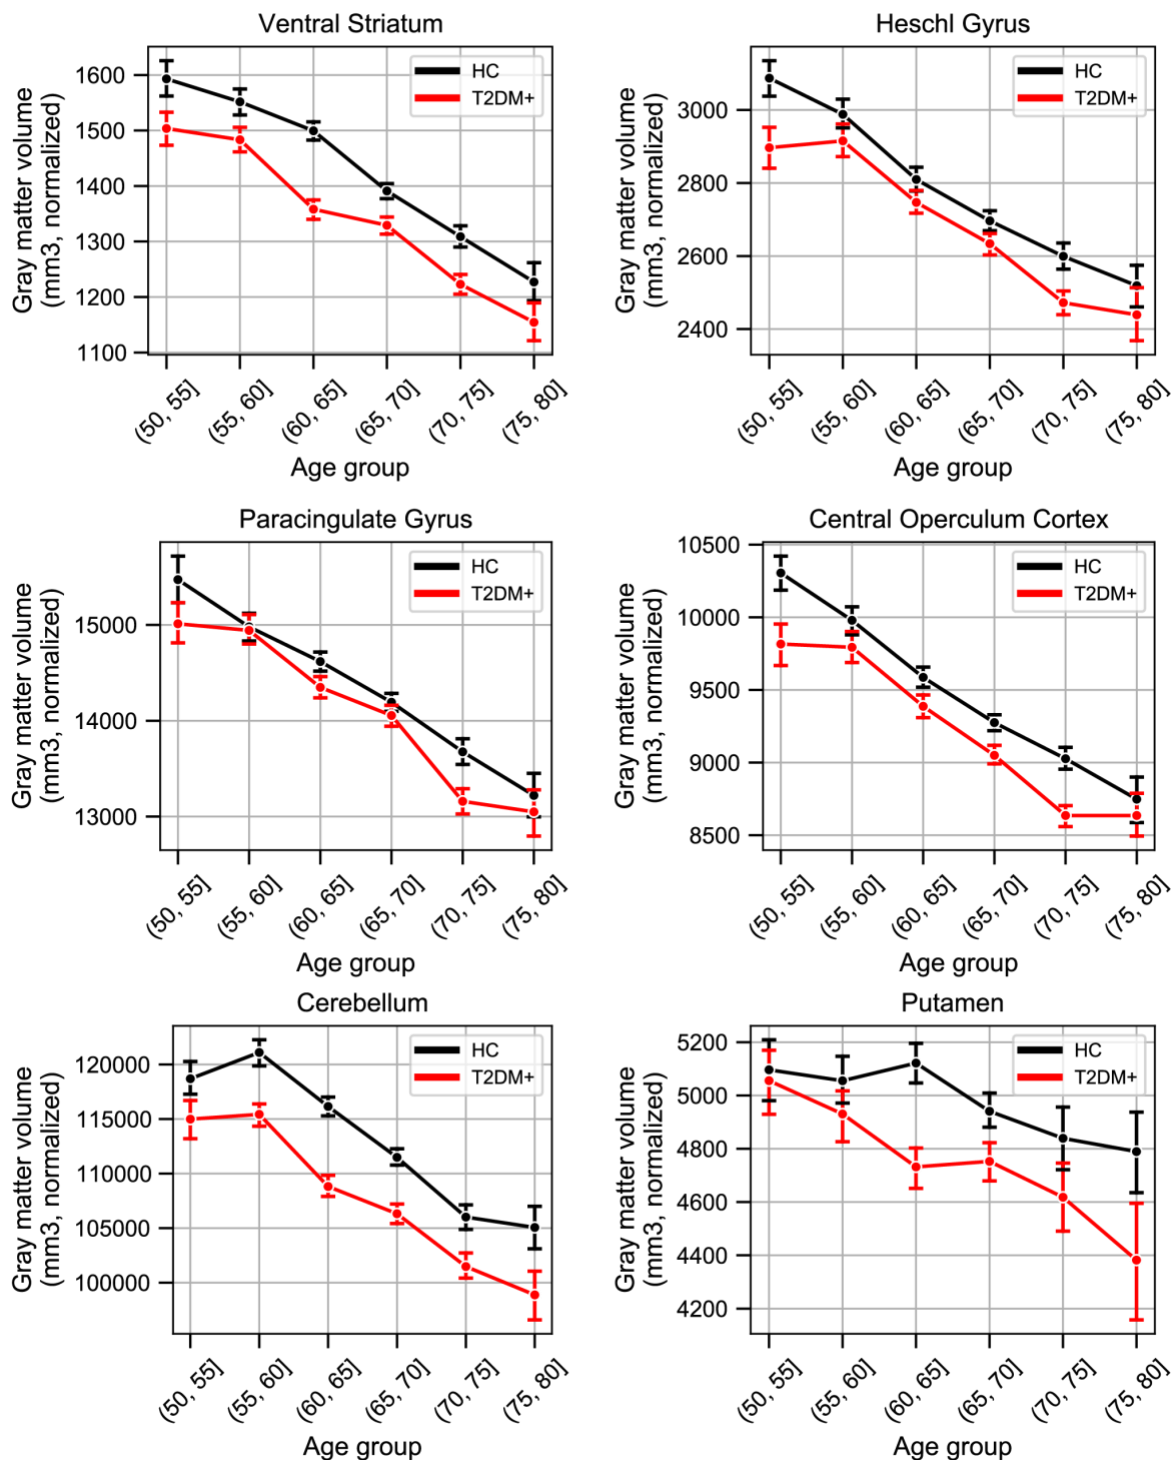 Ventral Striatum
Gray matter volume
(mm3, normalized)
1600
1500
1400
1300
1200
1100
HC
T2DM+
(50, 55]
(55, 60]
(60, 65]
(65, 70]
(70, 75]
(75, 80]
Age group
Heschl Gyrus
Gray matter volume
(mm3, normalized)
3000
2800
2600
2400
HC
T2DM+
(50, 55]
(55, 60]
(60, 65]
(65, 70]
(70, 75]
(75, 80]
Age group
Paracingulate Gyrus
Gray matter volume
(mm3, normalized)
15000
14000
13000
HC
T2DM+
(50, 55]
(55, 60]
(60, 65]
(65, 70]
(70, 75]
(75, 80]
Age group
Central Operculum Cortex
Gray matter volume
(mm3, normalized)
10500
10000
9500
9000
8500
HC
T2DM+
(50, 55]
(55, 60]
(60, 65]
(65, 70]
(70, 75]
(75, 80]
Age group
Cerebellum
Gray matter volume
(mm3, normalized)
120000
115000
110000
105000
100000
HC
T2DM+
(50, 55]
(55, 60]
(60, 65]
(65, 70]
(70, 75]
(75, 80]
Age group
Putamen
Gray matter volume
(mm3, normalized)
5200
5000
4800
4600
4400
4200
HC
T2DM+
(50, 55]
(55, 60]
(60, 65]
(65, 70]
(70, 75]
(75, 80]
Age group